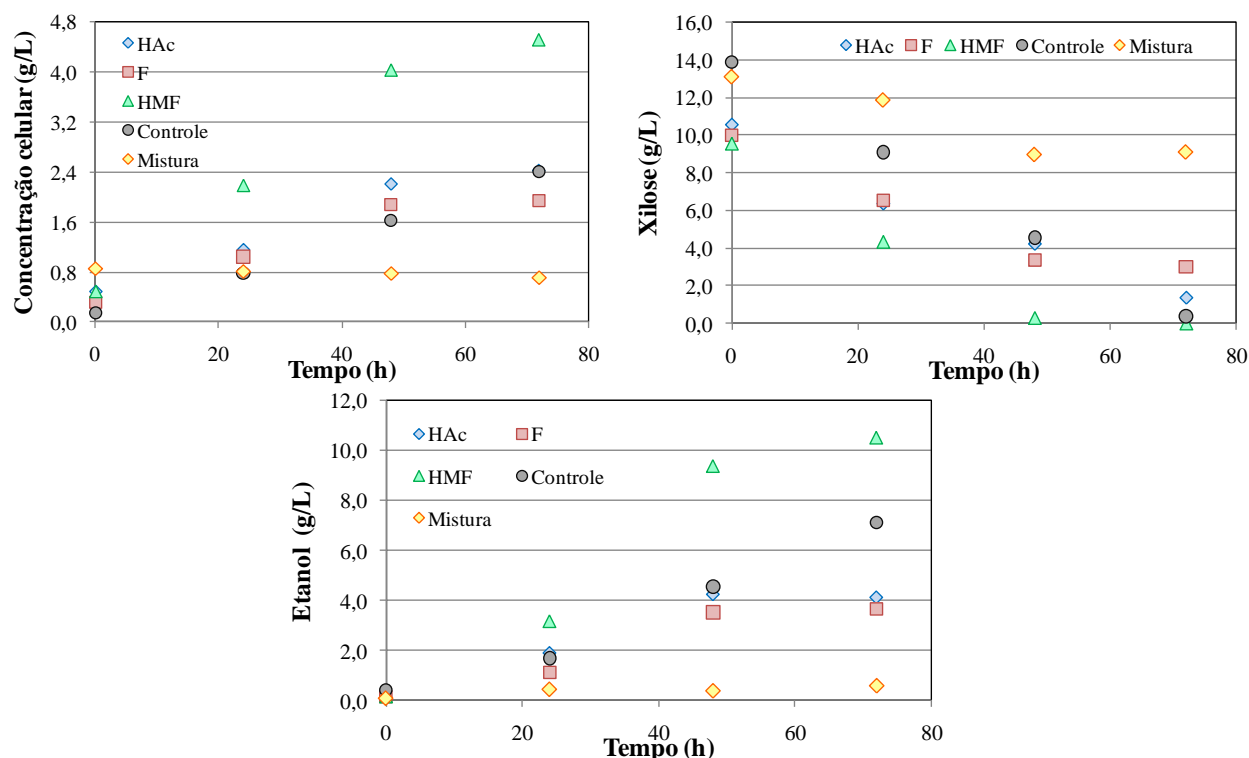 Concentração celular (g/L)
4,8
4,0
3,2
2,4
1,6
0,8
0,0
HAc
F
HMF
Controle
Mistura
0 20 40 60 80
Tempo (h)
Xilose (g/L)
16,0
14,0
12,0
10,0
8,0
6,0
4,0
2,0
0,0
HAc F HMF Controle Mistura
0 20 40 60 80
Tempo (h)
Etanol (g/L)
12,0
10,0
8,0
6,0
4,0
2,0
0,0
HAc F
HMF Controle
Mistura
0 20 40 60 80
Tempo (h)